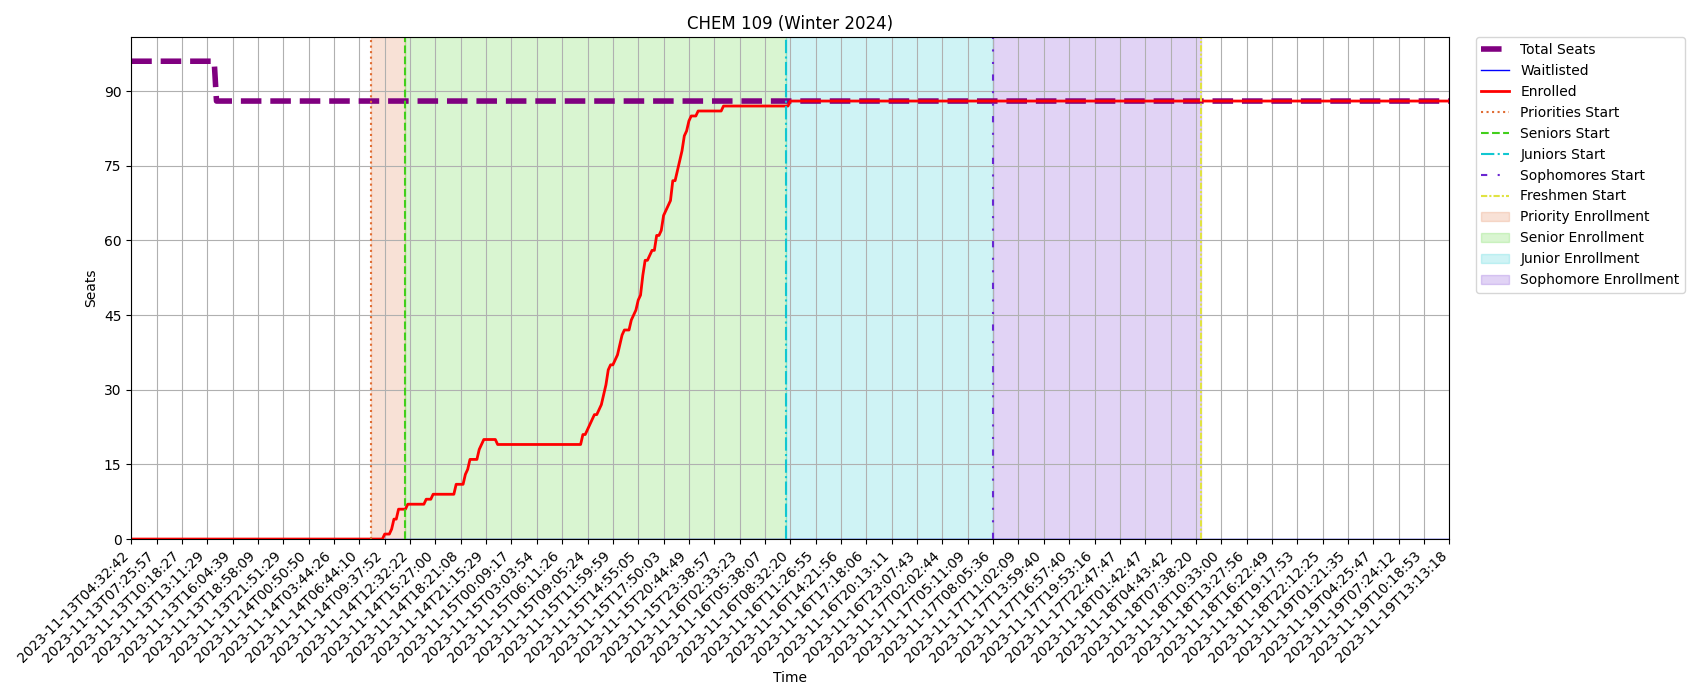 CHEM 109 (Winter 2024)
Seats
90
75
60
45
30
15
0
2023-11-13T04:32:42
2023-11-13T07:25:57
2023-11-13T10:18:27
2023-11-13T13:11:29
2023-11-13T16:04:39
2023-11-13T18:58:09
2023-11-13T21:51:29
2023-11-14T00:50:50
2023-11-14T03:44:26
2023-11-14T06:44:10
2023-11-14T09:37:52
2023-11-14T12:32:22
2023-11-14T15:27:00
2023-11-14T18:21:08
2023-11-14T21:15:29
2023-11-15T00:09:17
2023-11-15T03:03:54
2023-11-15T06:11:26
2023-11-15T09:05:24
2023-11-15T11:59:59
2023-11-15T14:55:05
2023-11-15T17:50:03
2023-11-15T20:44:49
2023-11-15T23:38:57
2023-11-16T02:33:23
2023-11-16T05:38:07
2023-11-16T08:32:20
2023-11-16T11:26:55
2023-11-16T14:21:56
2023-11-16T17:18:06
2023-11-16T20:13:11
2023-11-16T23:07:43
2023-11-17T02:02:44
2023-11-17T05:11:09
2023-11-17T08:05:36
2023-11-17T11:02:09
2023-11-17T13:59:40
2023-11-17T16:57:40
2023-11-17T19:53:16
2023-11-17T22:47:47
2023-11-18T01:42:47
2023-11-18T04:43:42
2023-11-18T07:38:20
2023-11-18T10:33:00
2023-11-18T13:27:56
2023-11-18T16:22:49
2023-11-18T19:17:53
2023-11-18T22:12:25
2023-11-19T01:21:35
2023-11-19T04:25:47
2023-11-19T07:24:12
2023-11-19T10:18:53
2023-11-19T13:13:18
Time
Total Seats
Waitlisted
Enrolled
Priorities Start
Seniors Start
Juniors Start
Sophomores Start
Freshmen Start
Priority Enrollment
Senior Enrollment
Junior Enrollment
Sophomore Enrollment